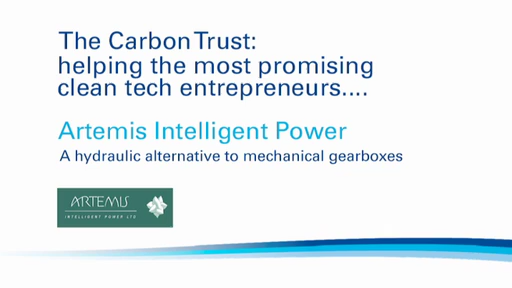 The Carbon Trust:
helping the most promising
clean tech entrepreneurs....
Artemis Intelligent Power
A hydraulic alternative to mechanical gearboxes
ARTEMIS
INTELLIGENT POWER LTD